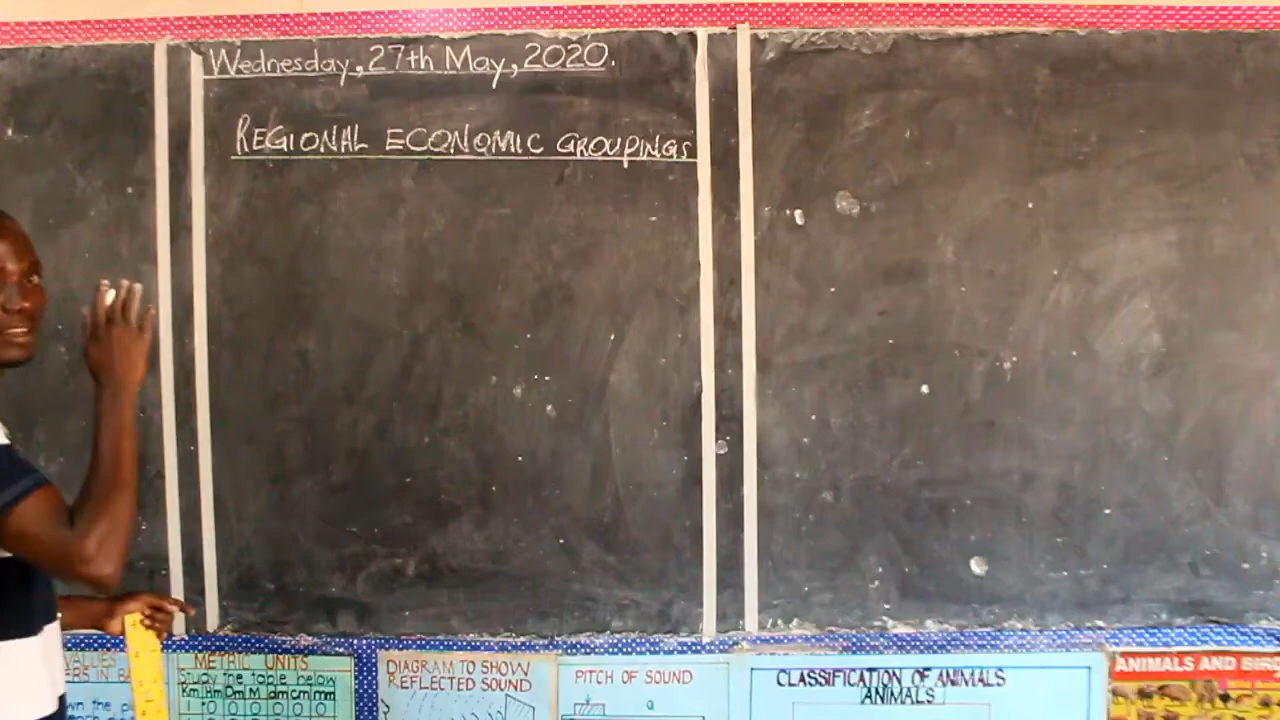 Wednesday, 27th May, 2020.
REGIONAL ECONOMIC GROUPINGS
METRIC UNITS
Study the table below
Km Hm Dm M dm cm mm
1 0 0 0 0 0 0
DIAGRAM TO SHOW
REFLECTED SOUND
PITCH OF SOUND
a
CLASSIFICATION OF ANIMALS
ANIMALS
ANIMALS AND